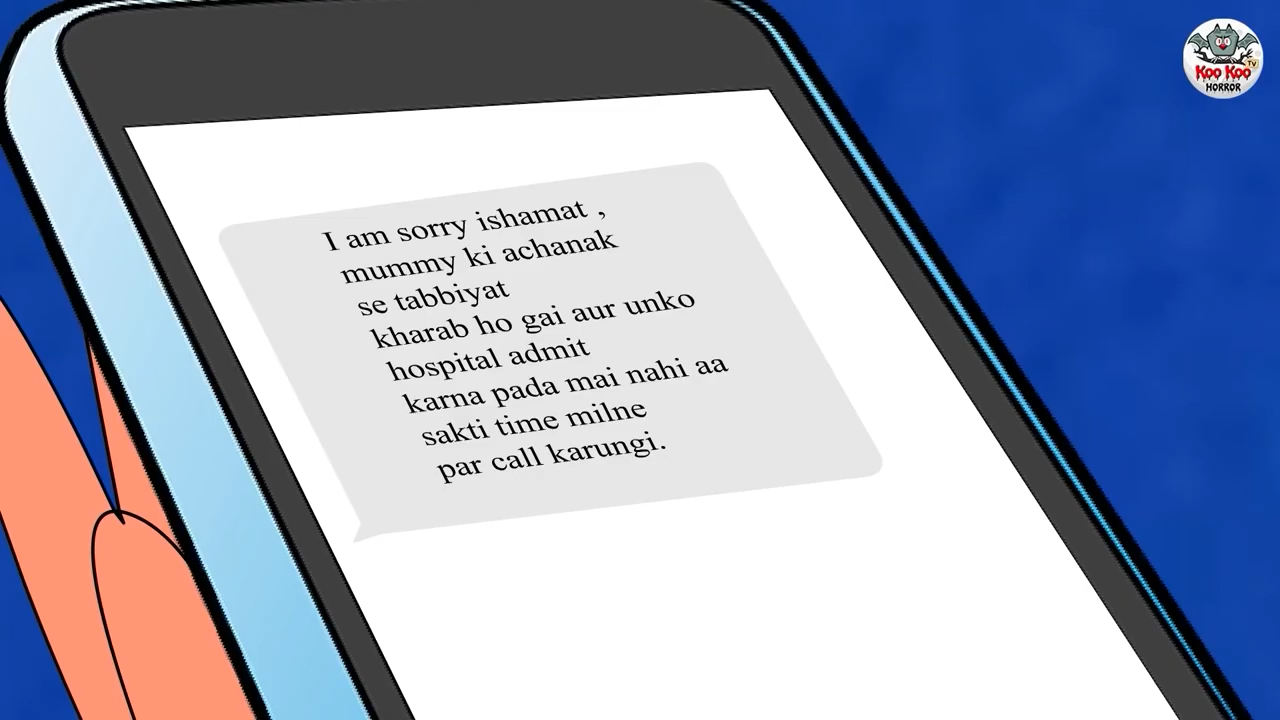 I am sorry ishamat ,
mummy ki achanak
se tabbiyat
kharab ho gai aur unko
hospital admit
karna pada mai nahi aa
sakti time milne
par call karungi.
Koo Koo
TV
HORROR